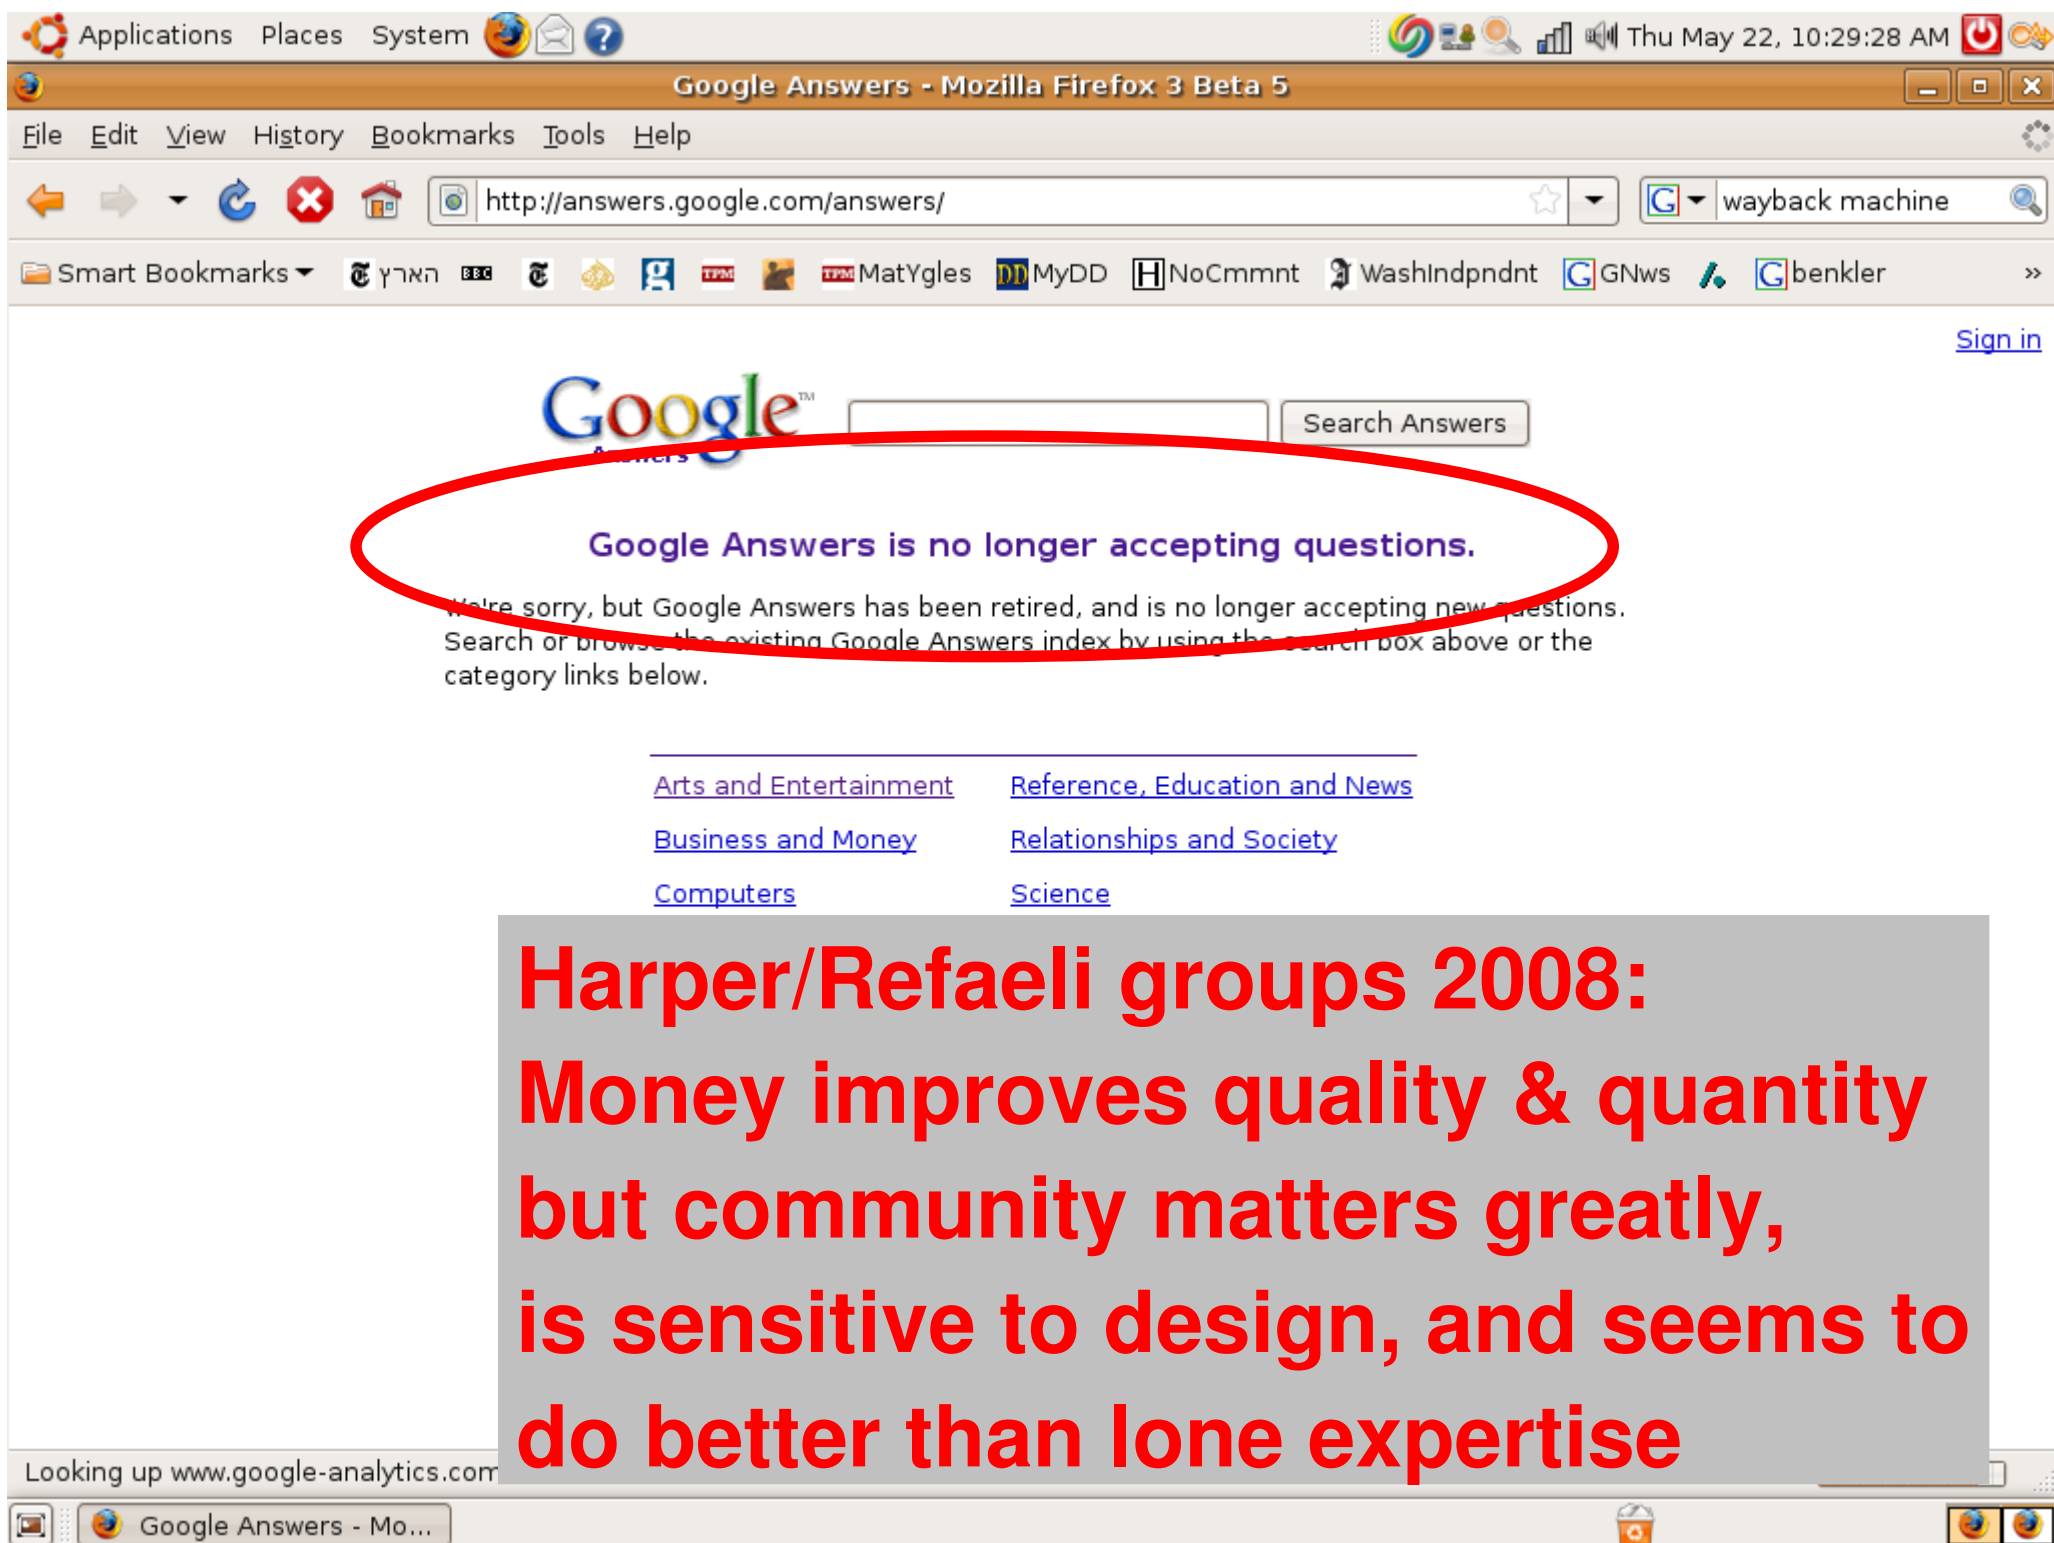 Applications Places System Thu May 22, 10:29:28 AM
Google Answers - Mozilla Firefox 3 Beta 5
File Edit View History Bookmarks Tools Help
http://answers.google.com/answers/ G wayback machine
Smart Bookmarks הארץ BBC g TPM TPM MatYgles DD MyDD H NoCmmnt WashIndpndnt G GNws G benkler »
Sign in
Google™ Search Answers
Answers
Google Answers is no longer accepting questions.
We're sorry, but Google Answers has been retired, and is no longer accepting new questions.
Search or browse the existing Google Answers index by using the search box above or the
category links below.
Arts and Entertainment Reference, Education and News
Business and Money Relationships and Society
Computers Science
Harper/Refaeli groups 2008:
Money improves quality & quantity
but community matters greatly,
is sensitive to design, and seems to
do better than lone expertise
Looking up www.google-analytics.com
Google Answers - Mo...